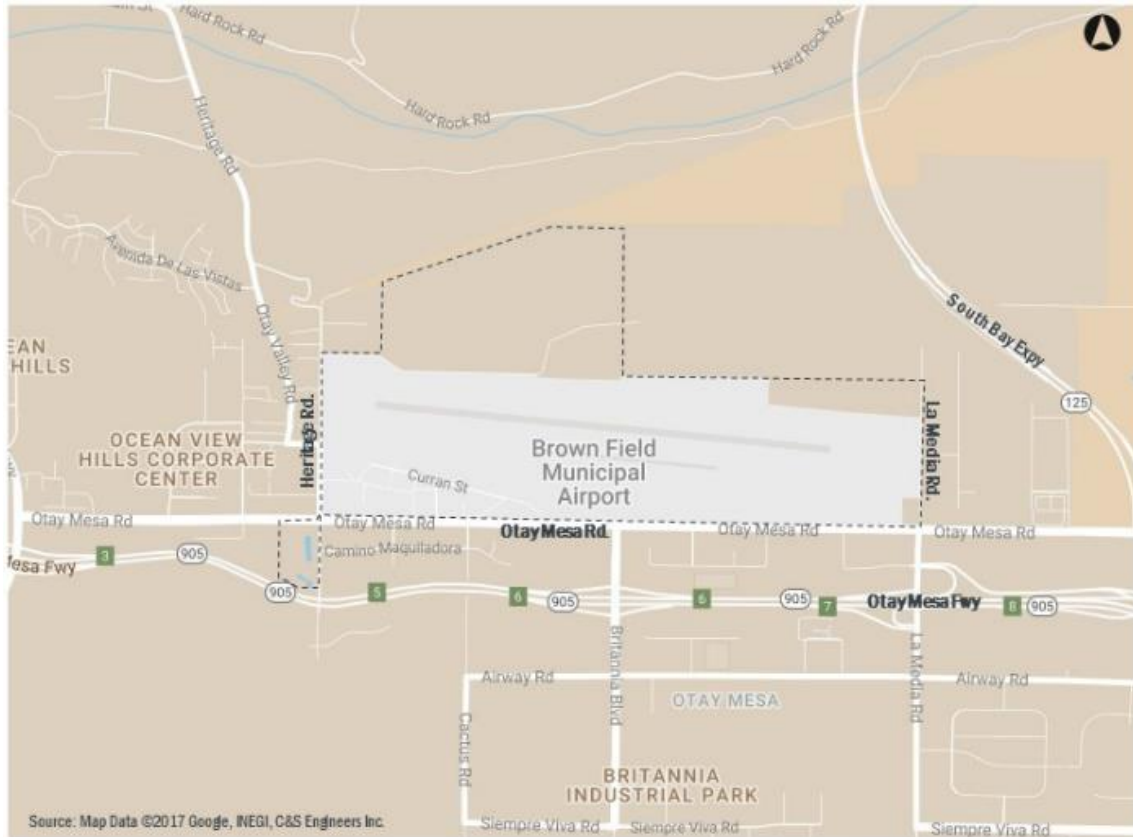 Hard Rock Rd
Hard Rock Rd
Hard Rock Rd
Heritage Rd
Avenida De Las Vistas
Otay Valley Rd
South Bay Expy
125
HILLS
OCEAN VIEW
HILLS CORPORATE
CENTER
Heritage Rd.
La Media Rd.
Brown Field
Municipal
Airport
Curran St
Otay Mesa Rd
Otay Mesa Rd
Otay Mesa Rd.
Otay Mesa Rd
Otay Mesa Rd
Camino Maquiladora
Mesa Fwy
3
905
905
5
6
905
6
905
7
Otay Mesa Fwy
8
905
Britannia Blvd
La Media Rd
Airway Rd
Airway Rd
OTAY MESA
Cactus Rd
BRITANNIA
INDUSTRIAL PARK
Siempre Viva Rd
Siempre Viva Rd
Siempre Viva Rd
Source: Map Data ©2017 Google, INEGI, C&S Engineers Inc.